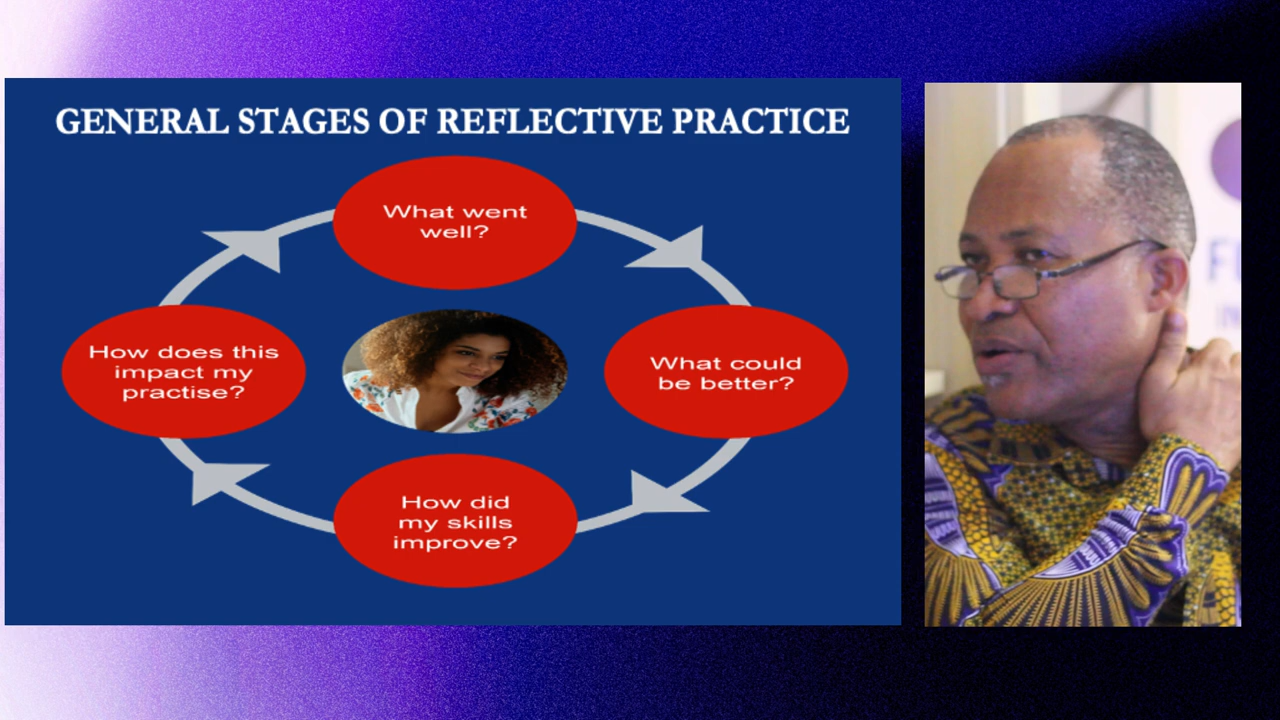 GENERAL STAGES OF REFLECTIVE PRACTICE
What went
well?
What could
be better?
How did
my skills
improve?
How does this
impact my
practise?